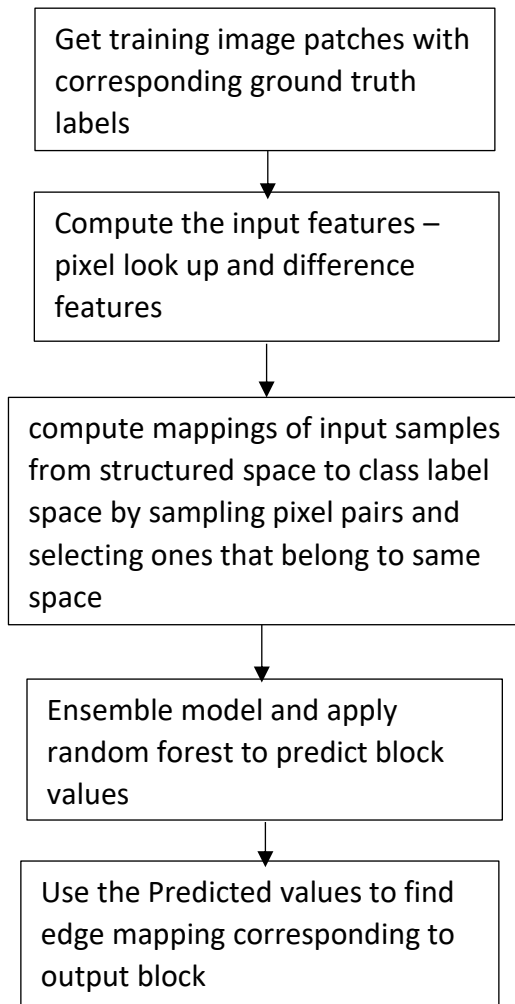 Get training image patches with
corresponding ground truth
labels
Compute the input features –
pixel look up and difference
features
compute mappings of input samples
from structured space to class label
space by sampling pixel pairs and
selecting ones that belong to same
space
Ensemble model and apply
random forest to predict block
values
Use the Predicted values to find
edge mapping corresponding to
output block